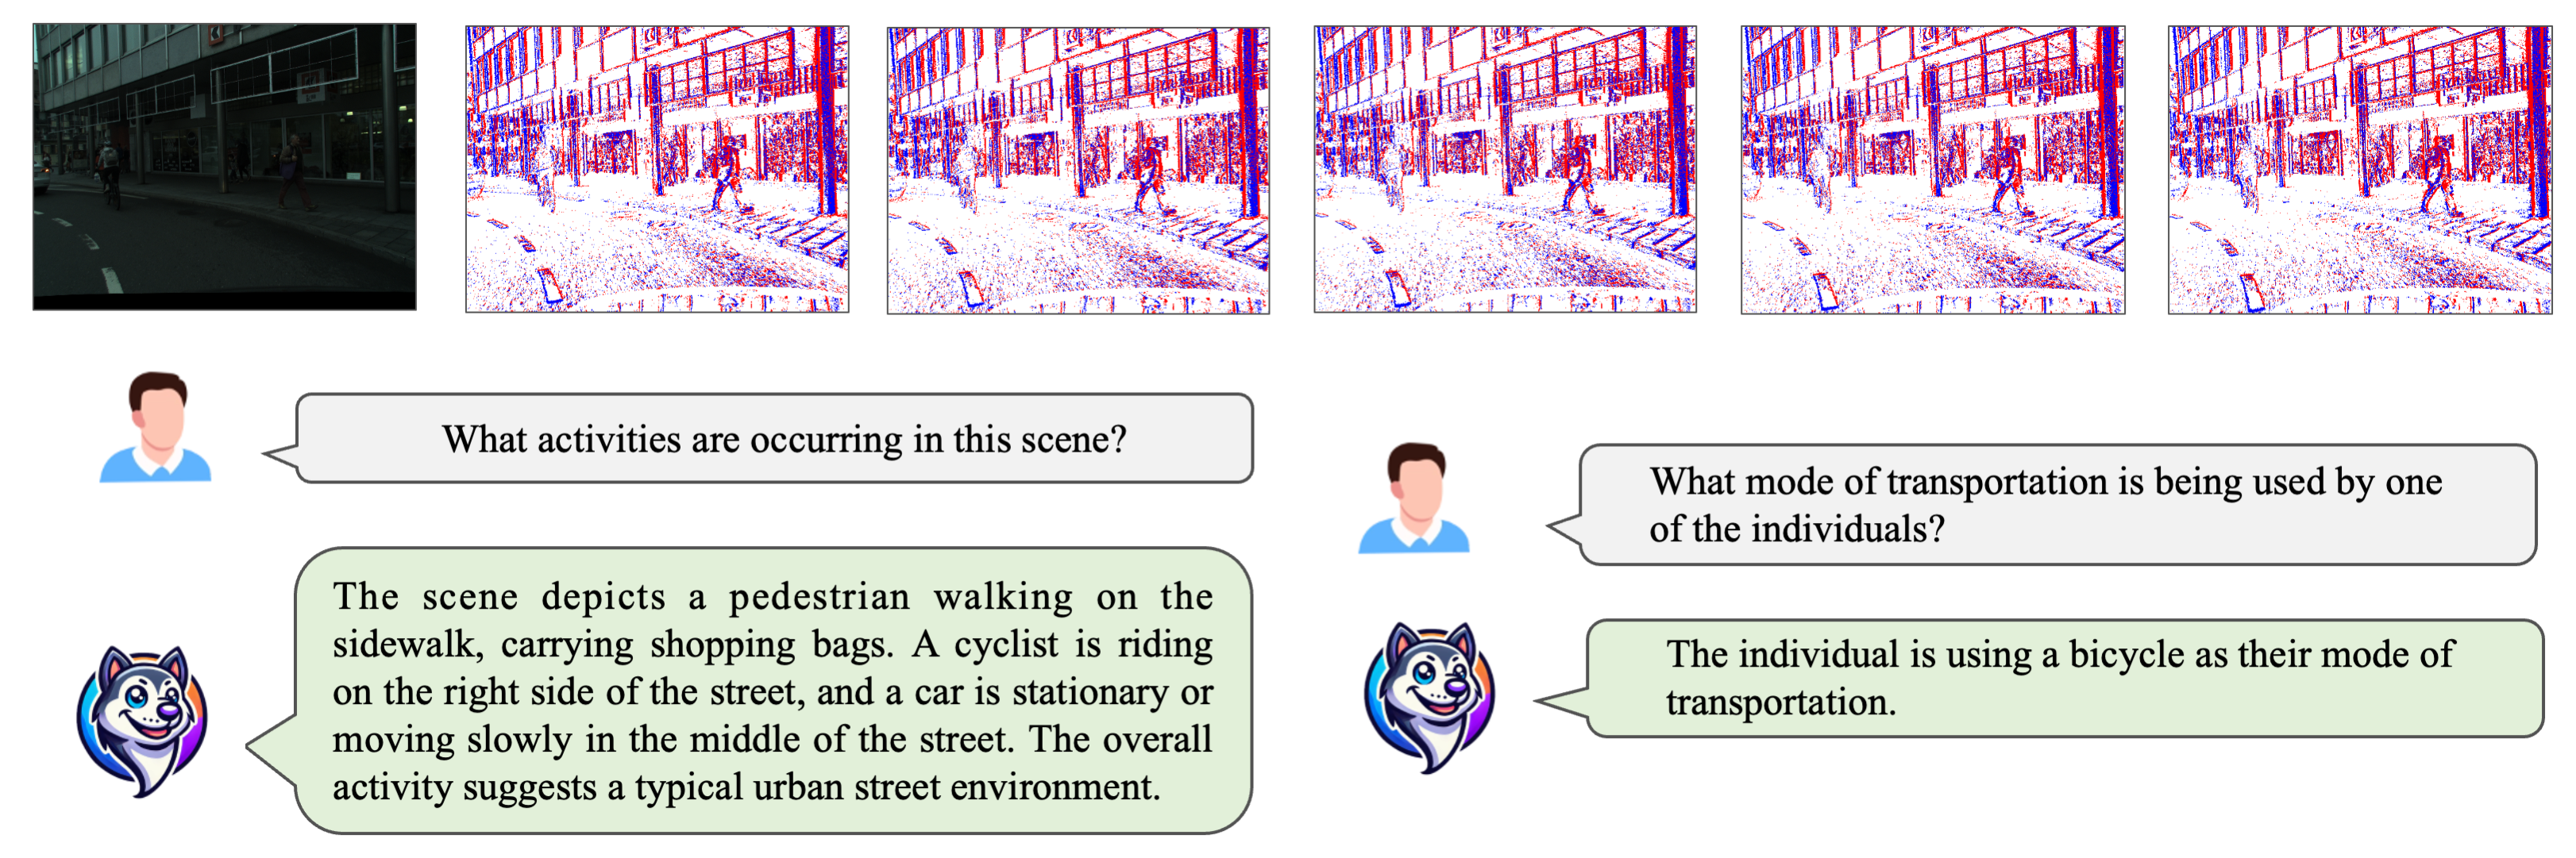 What activities are occurring in this scene?
The scene depicts a pedestrian walking on the
sidewalk, carrying shopping bags. A cyclist is riding
on the right side of the street, and a car is stationary or
moving slowly in the middle of the street. The overall
activity suggests a typical urban street environment.
What mode of transportation is being used by one
of the individuals?
The individual is using a bicycle as their mode of
transportation.